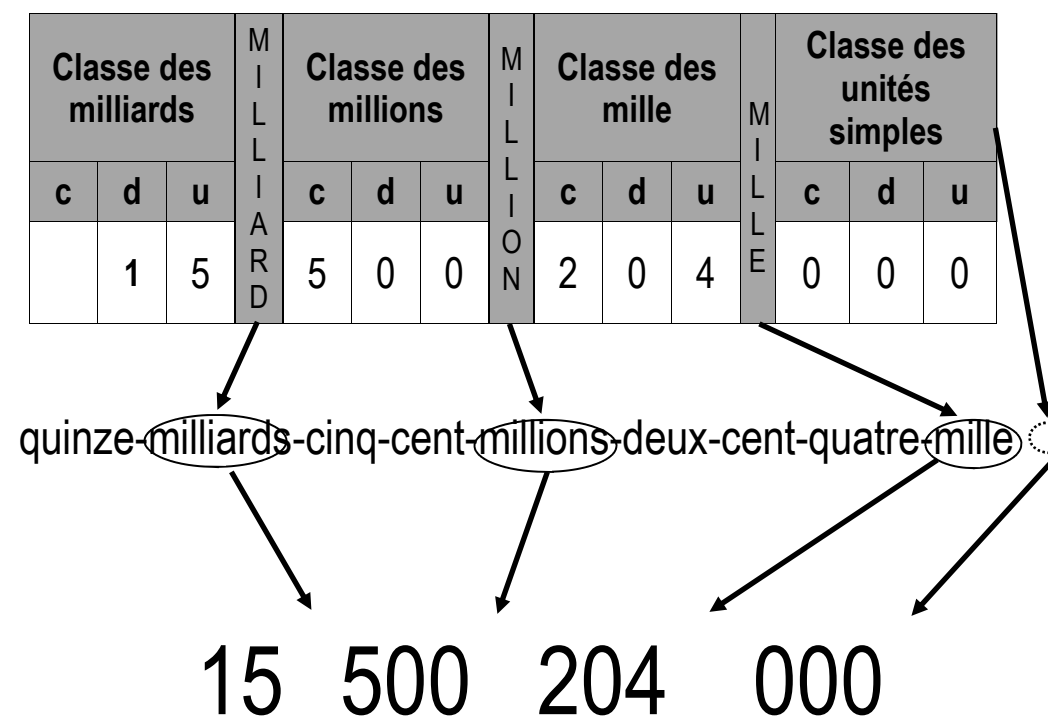 Classe des milliards MILLIARD Classe des millions MILLION Classe des mille MILLE Classe des unités simples
c d u c d u c d u c d u
1 5 5 0 0 2 0 4 0 0 0
quinze-milliards-cinq-cent-millions-deux-cent-quatre-mille
15 500 204 000